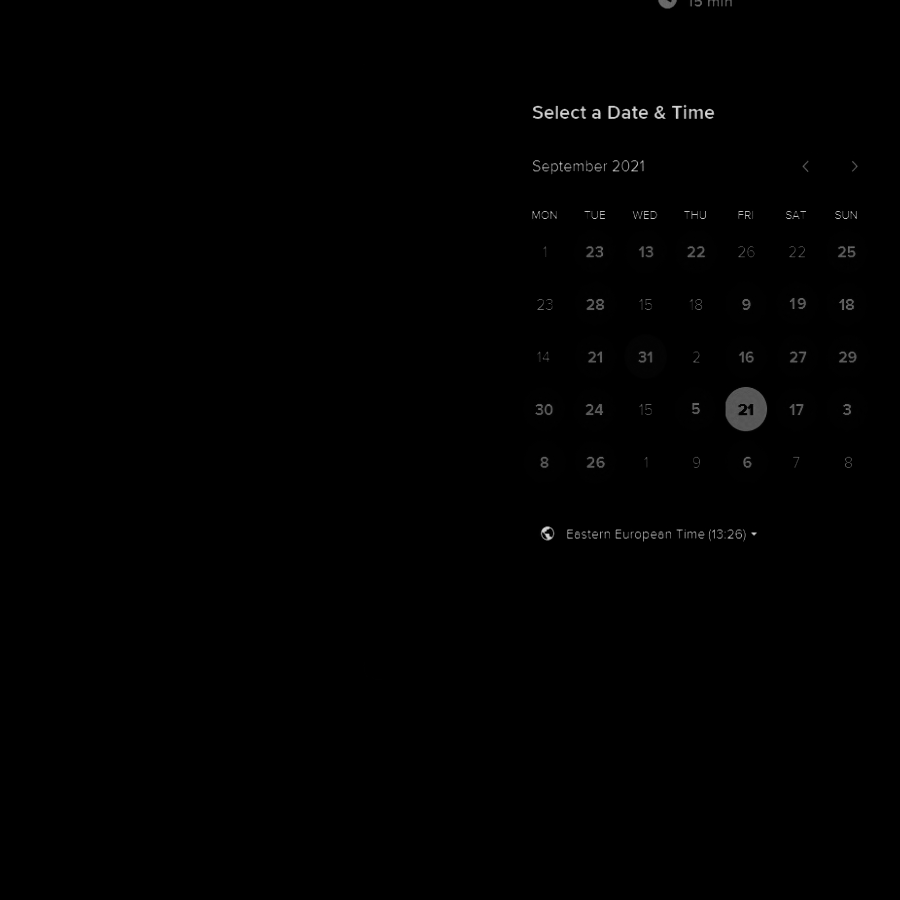 15 min
Select a Date & Time
September 2021
MON TUE WED THU FRI SAT SUN
1 23 13 22 26 22 25
23 28 15 18 9 19 18
14 21 31 2 16 27 29
30 24 15 5 21 17 3
8 26 1 9 6 7 8
Eastern European Time (13:26)